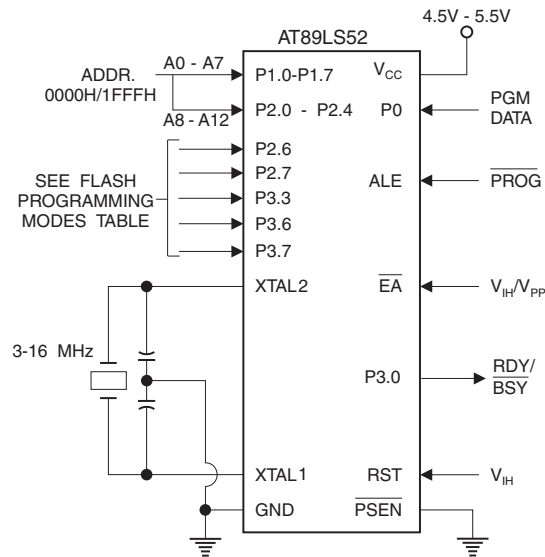 4.5V - 5.5V
AT89LS52
ADDR.
0000H/1FFFH
A0 - A7
A8 - A12
P1.0-P1.7
P2.0 - P2.4
P2.6
P2.7
P3.3
P3.6
P3.7
SEE FLASH
PROGRAMMING
MODES TABLE
XTAL2
3-16 MHz
XTAL1
GND
VCC
P0
PGM
DATA
ALE
PROG
EA
VIH/VPP
P3.0
RDY/
BSY
RST
VIH
PSEN